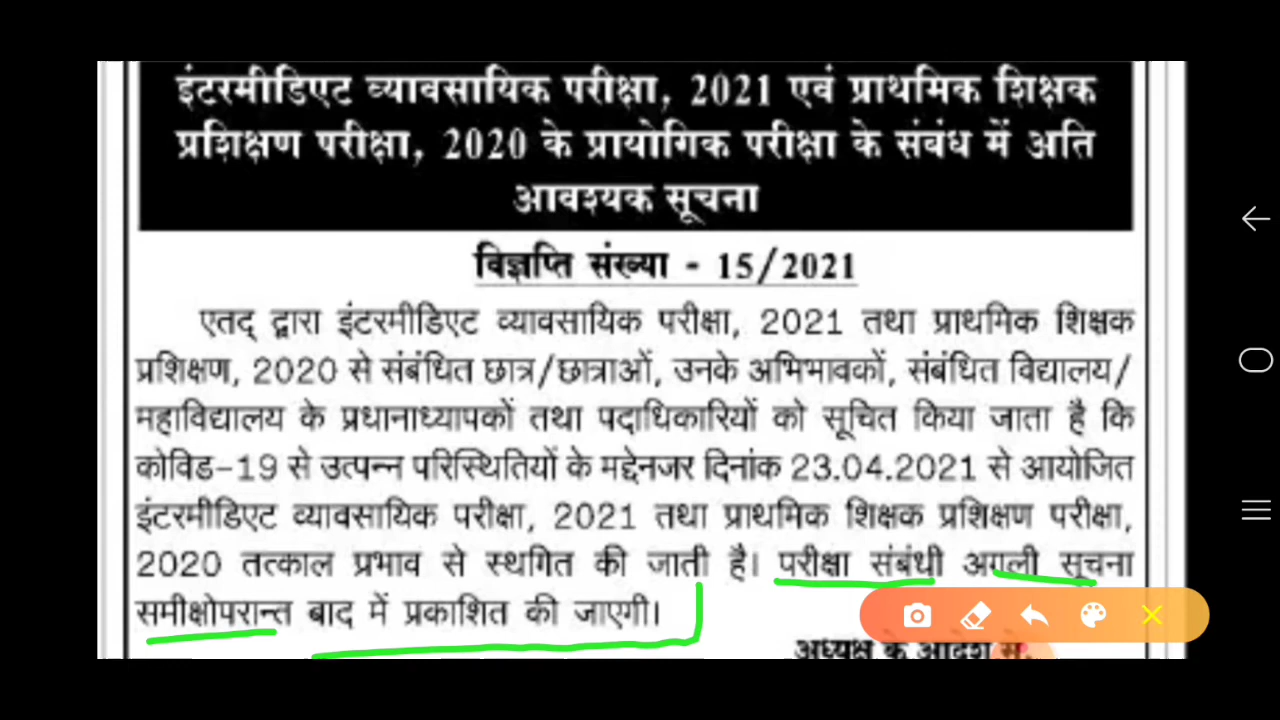 इंटरमीडिएट व्यावसायिक परीक्षा, 2021 एवं प्राथमिक शिक्षक
प्रशिक्षण परीक्षा, 2020 के प्रायोगिक परीक्षा के संबंध में अति
आवश्यक सूचना
विज्ञप्ति संख्या - 15/2021
एतद् द्वारा इंटरमीडिएट व्यावसायिक परीक्षा, 2021 तथा प्राथमिक शिक्षक
प्रशिक्षण, 2020 से संबंधित छात्र/छात्राओं, उनके अभिभावकों, संबंधित विद्यालय/
महाविद्यालय के प्रधानाध्यापकों तथा पदाधिकारियों को सूचित किया जाता है कि
कोविड-19 से उत्पन्न परिस्थितियों के मद्देनजर दिनांक 23.04.2021 से आयोजित
इंटरमीडिएट व्यावसायिक परीक्षा, 2021 तथा प्राथमिक शिक्षक प्रशिक्षण परीक्षा,
2020 तत्काल प्रभाव से स्थगित की जाती है। परीक्षा संबंधी अगली सूचना
समीक्षोपरान्त बाद में प्रकाशित की जाएगी।
अध्यक्ष के आदेश से,